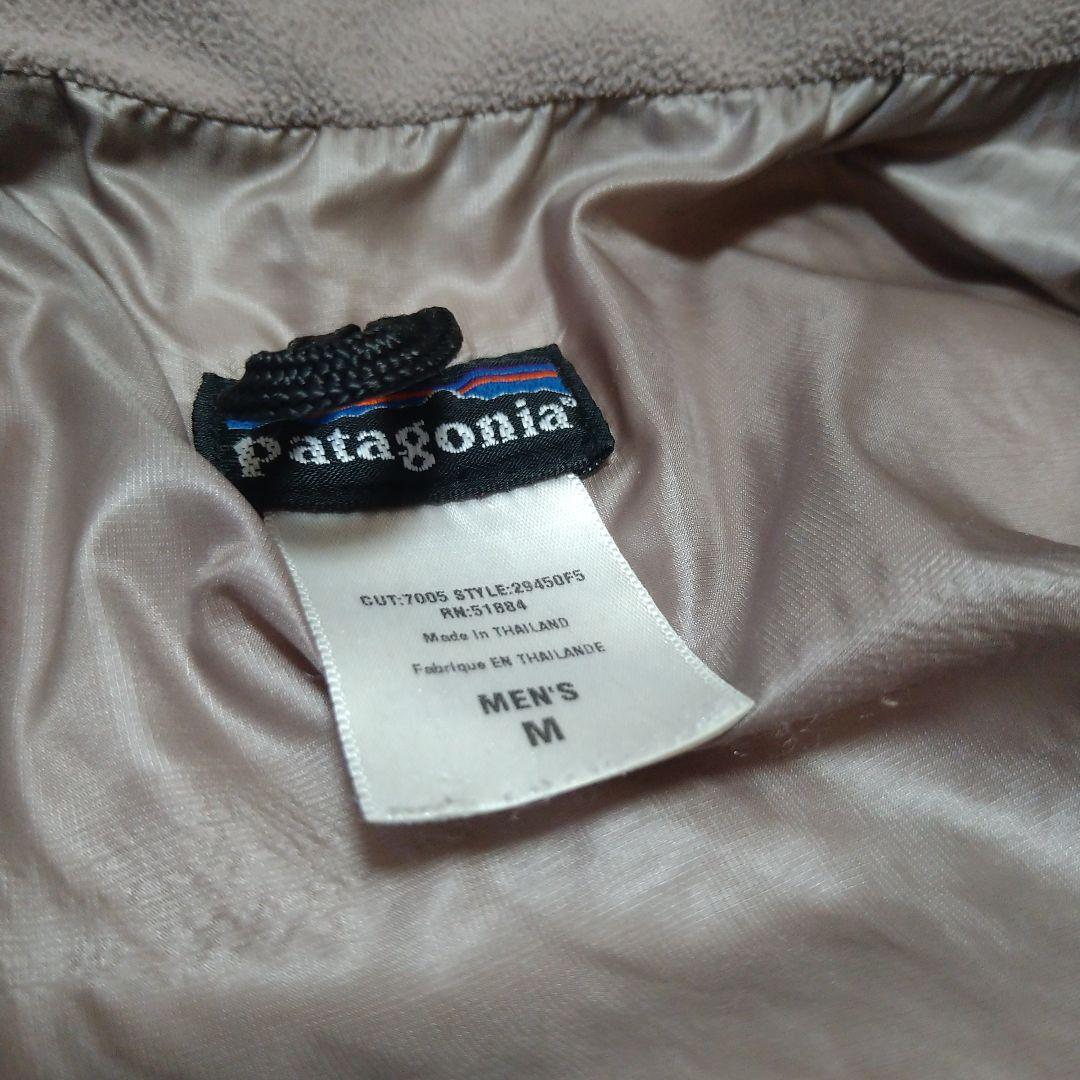 patagonia®
CUT:7005 STYLE:29450F5
RN:51884
Made In THAILAND
Fabrique EN THAILANDE
MEN'S
M